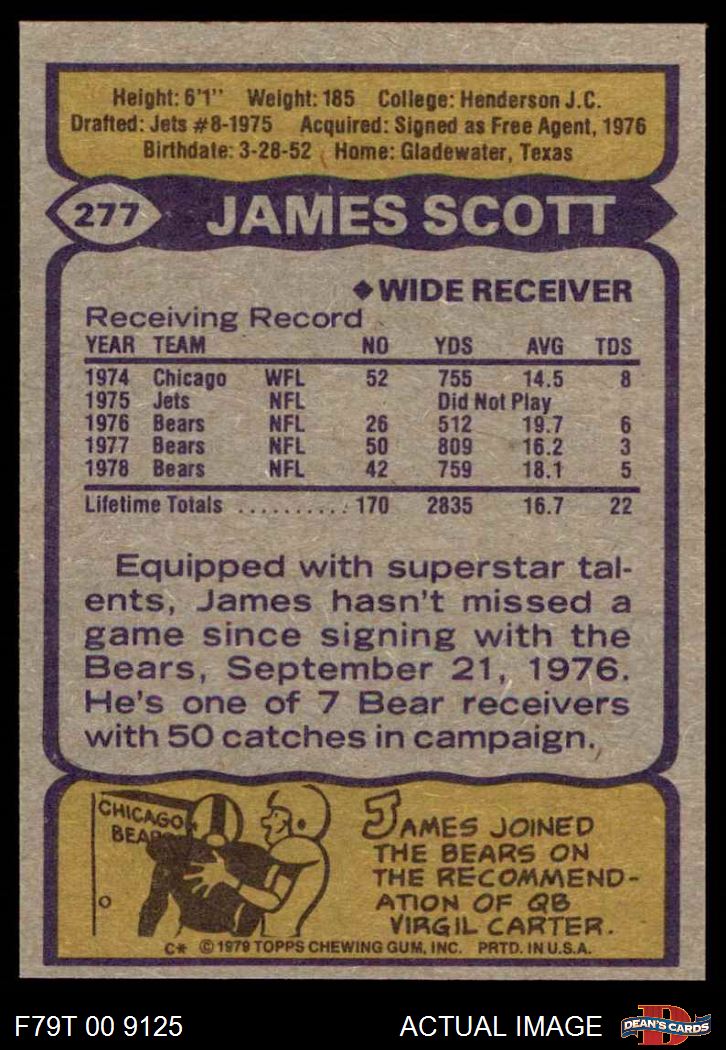 Height: 6'1" Weight: 185 College: Henderson J.C.
Drafted: Jets #8-1975 Acquired: Signed as Free Agent, 1976
Birthdate: 3-28-52 Home: Gladewater, Texas
277 JAMES SCOTT
◆ WIDE RECEIVER
Receiving Record
YEAR TEAM NO YDS AVG TDS
1974 Chicago WFL 52 755 14.5 8
1975 Jets NFL Did Not Play
1976 Bears NFL 26 512 19.7 6
1977 Bears NFL 50 809 16.2 3
1978 Bears NFL 42 759 18.1 5
Lifetime Totals .......... 170 2835 16.7 22
Equipped with superstar tal-
ents, James hasn't missed a
game since signing with the
Bears, September 21, 1976.
He's one of 7 Bear receivers
with 50 catches in campaign.
CHICAGO
BEAR
JAMES JOINED
THE BEARS ON
THE RECOMMEND-
ATION OF QB
VIRGIL CARTER.
C* © 1979 TOPPS CHEWING GUM, INC. PRTD. IN U.S.A.
F79T 00 9125 ACTUAL IMAGE D DEAN'S CARDS